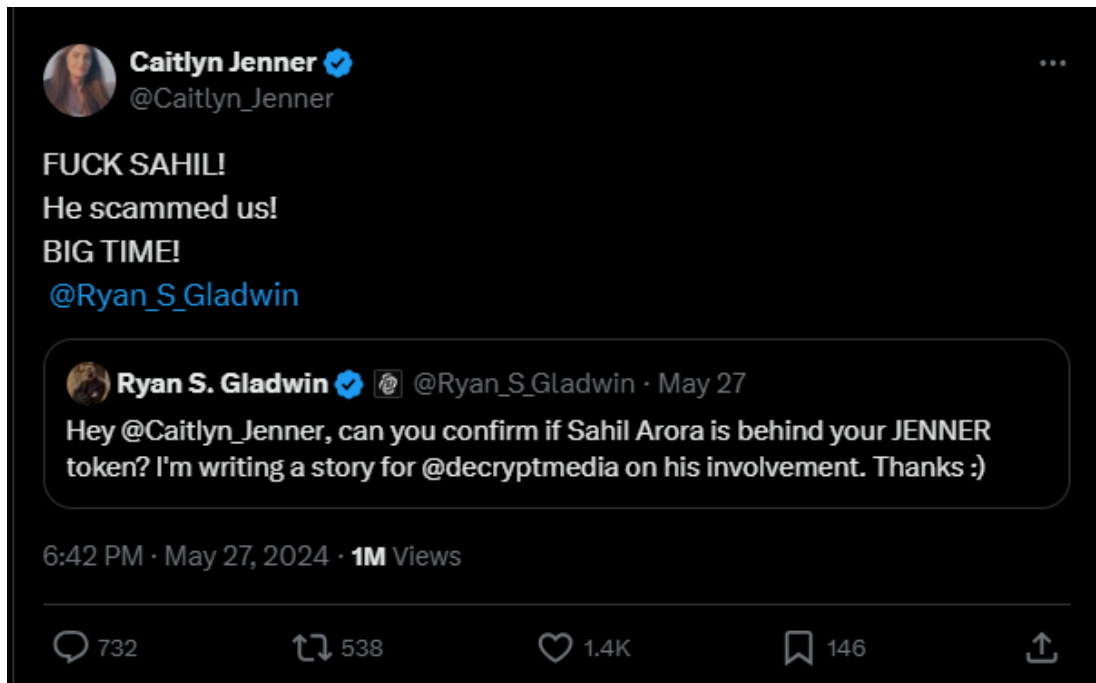 Caitlyn Jenner
@Caitlyn_Jenner
FUCK SAHIL!
He scammed us!
BIG TIME!
@Ryan_S_Gladwin
Ryan S. Gladwin @Ryan_S_Gladwin · May 27
Hey @Caitlyn_Jenner, can you confirm if Sahil Arora is behind your JENNER
token? I'm writing a story for @decryptmedia on his involvement. Thanks :)
6:42 PM · May 27, 2024 · 1M Views
732 538 1.4K 146